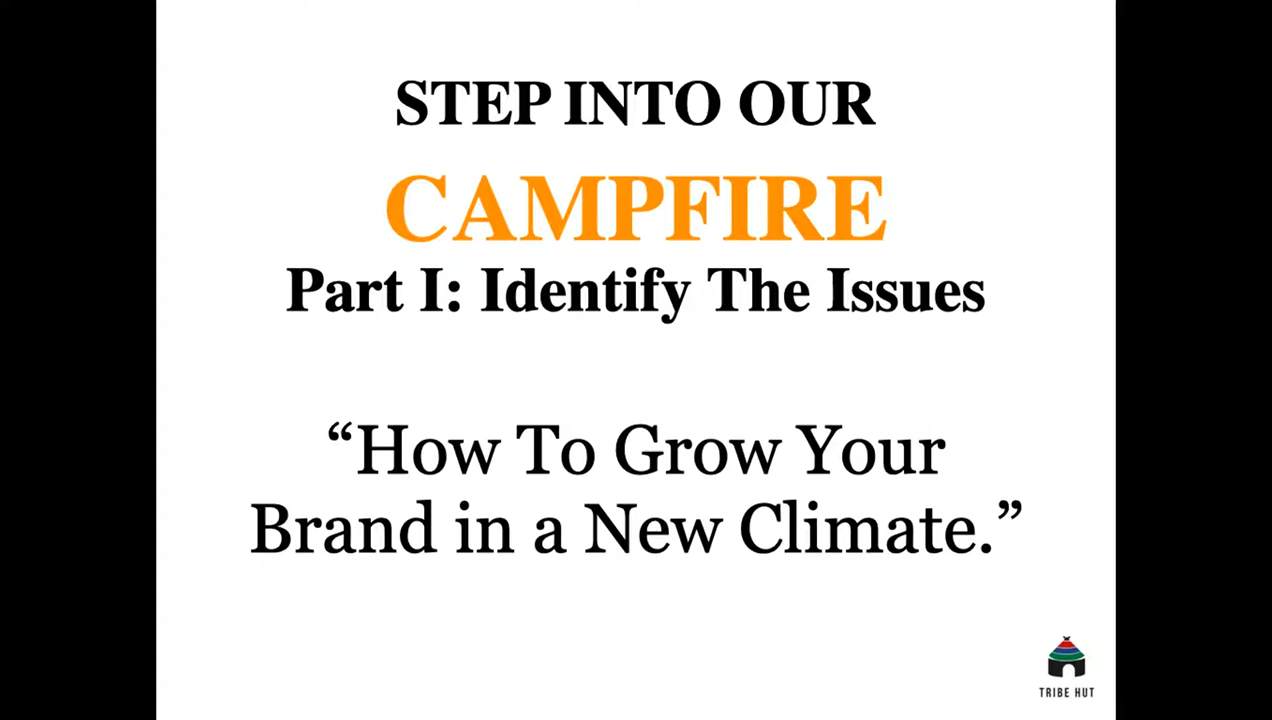 STEP INTO OUR
CAMPFIRE
Part I: Identify The Issues
“How To Grow Your
Brand in a New Climate.”
TRIBE HUT